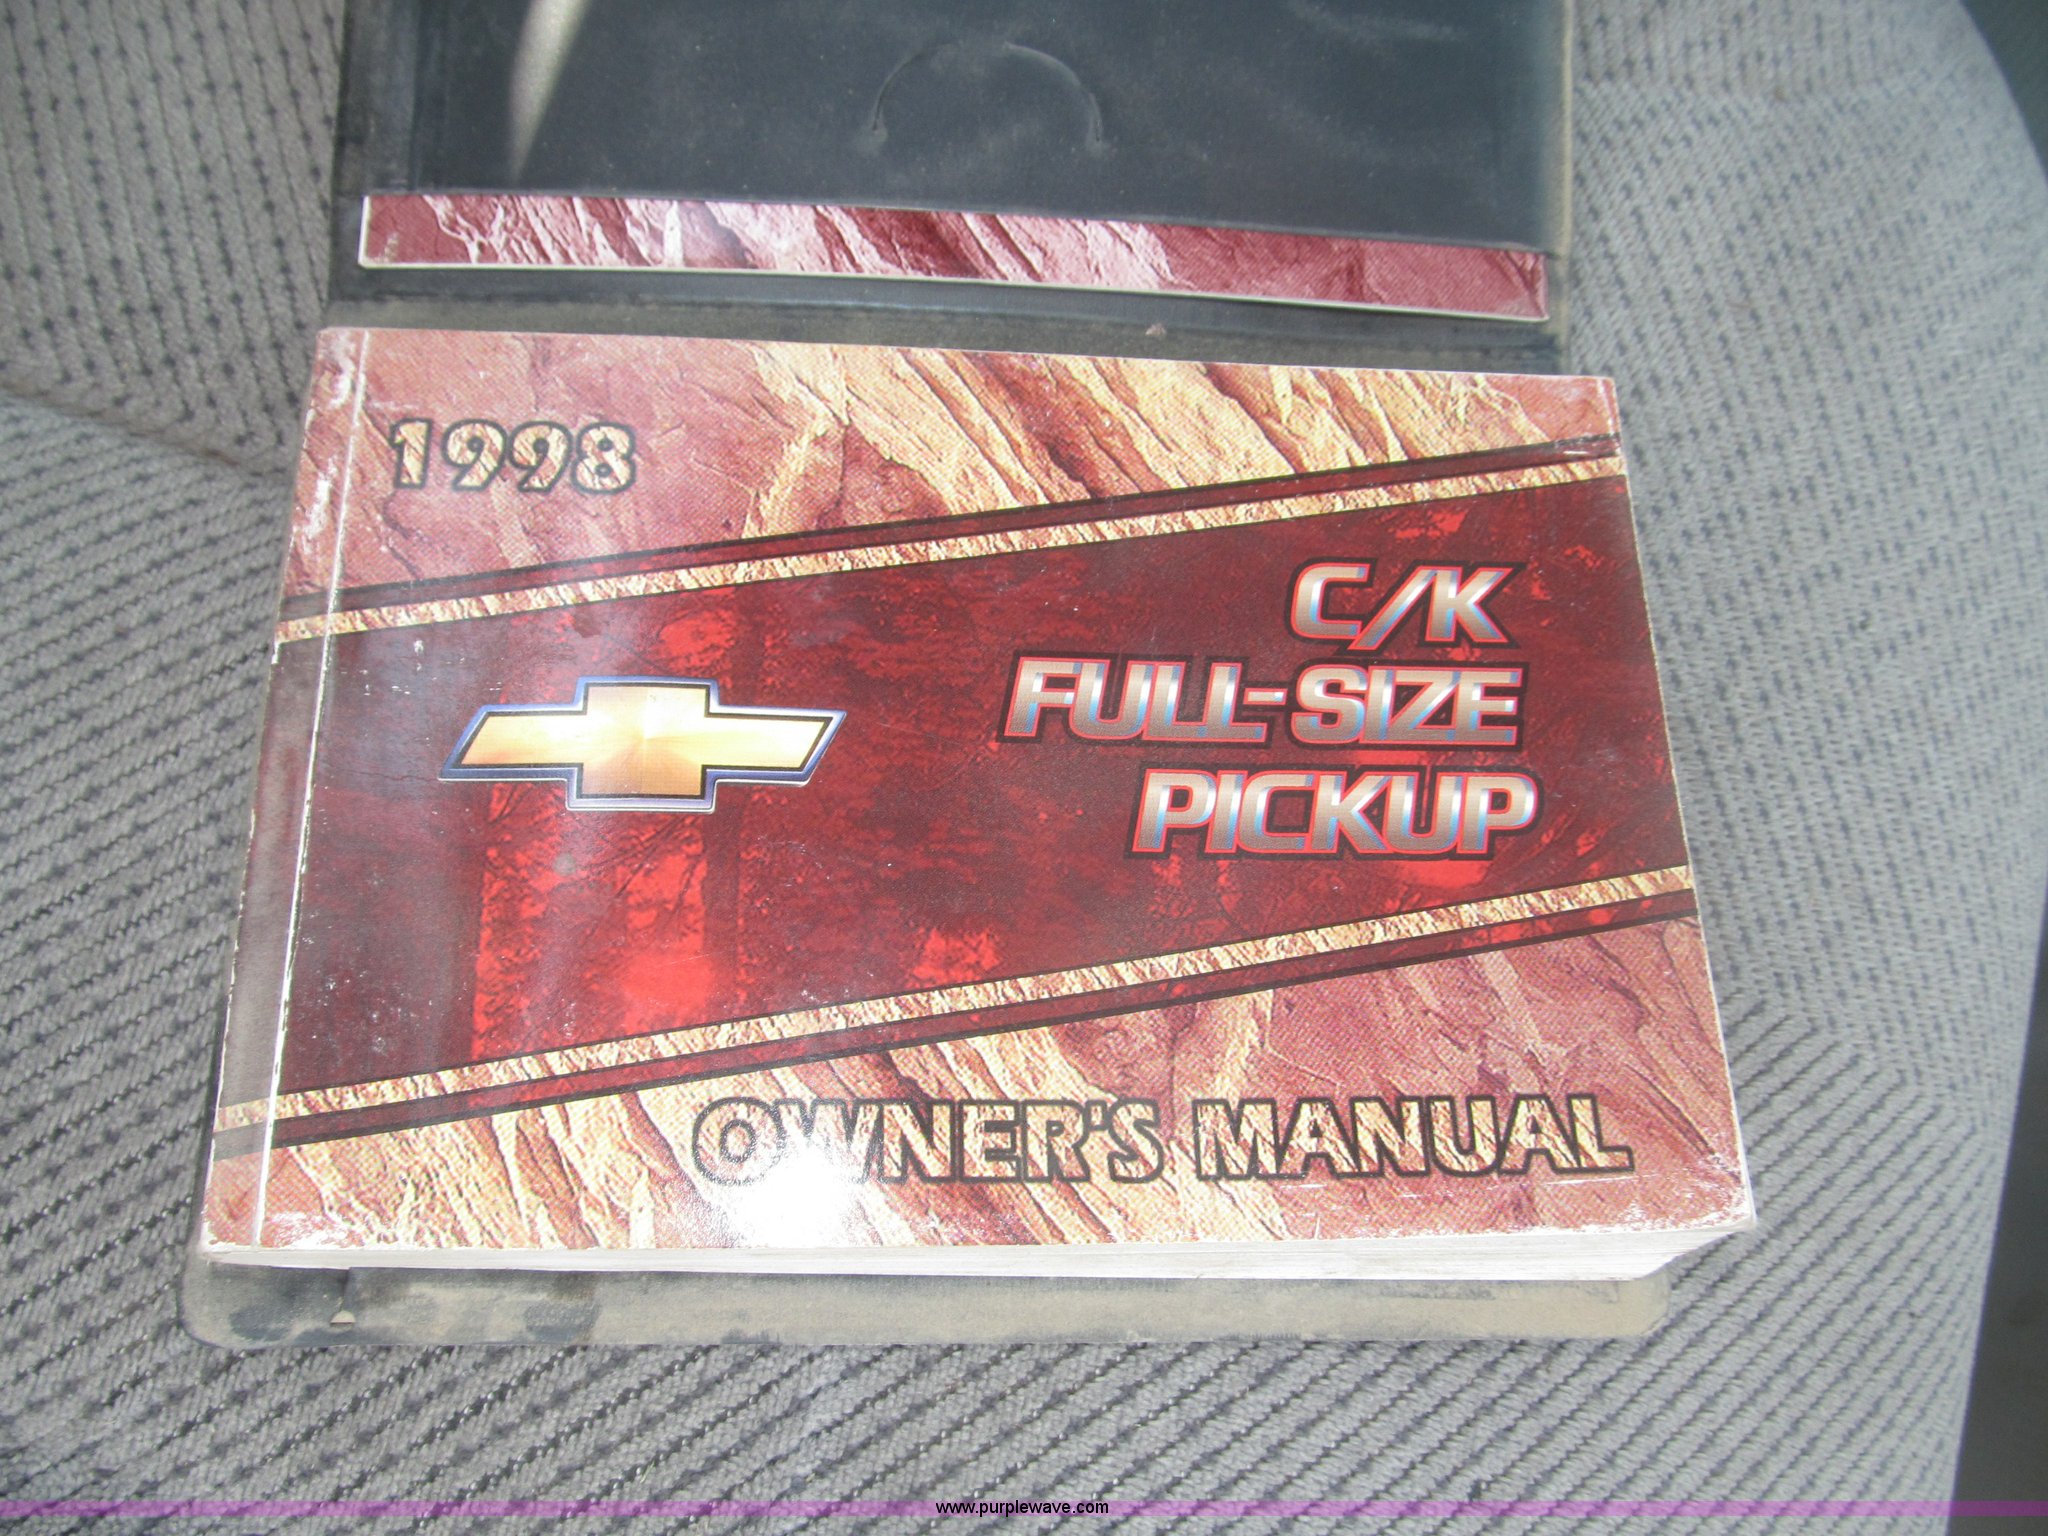 1998
C/K
FULL-SIZE
PICKUP
OWNER'S MANUAL
www.purplewave.com